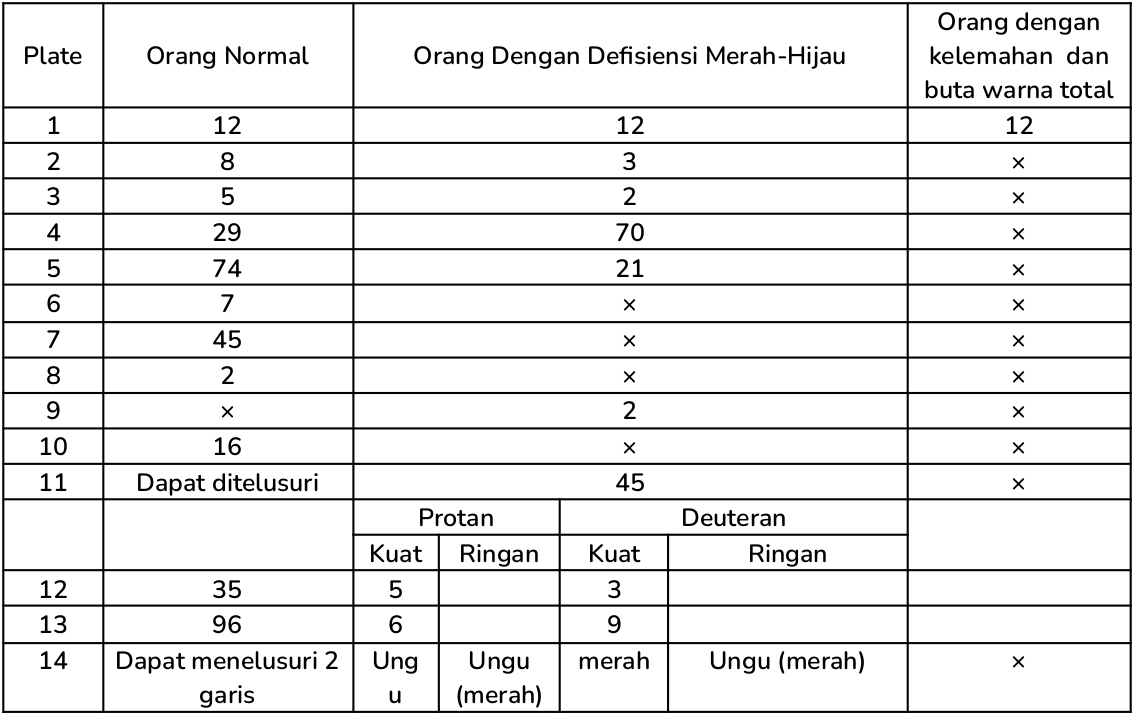 Plate Orang Normal Orang Dengan Defisiensi Merah-Hijau Orang dengan
kelemahan dan
buta warna total
1 12 12 12
2 8 3 ×
3 5 2 ×
4 29 70 ×
5 74 21 ×
6 7 × ×
7 45 × ×
8 2 × ×
9 × 2 ×
10 16 × ×
11 Dapat ditelusuri 45 ×
Protan Deuteran
Kuat Ringan Kuat Ringan
12 35 5 3
13 96 6 9
14 Dapat menelusuri 2 Ung Ungu merah Ungu (merah) ×
garis u (merah)